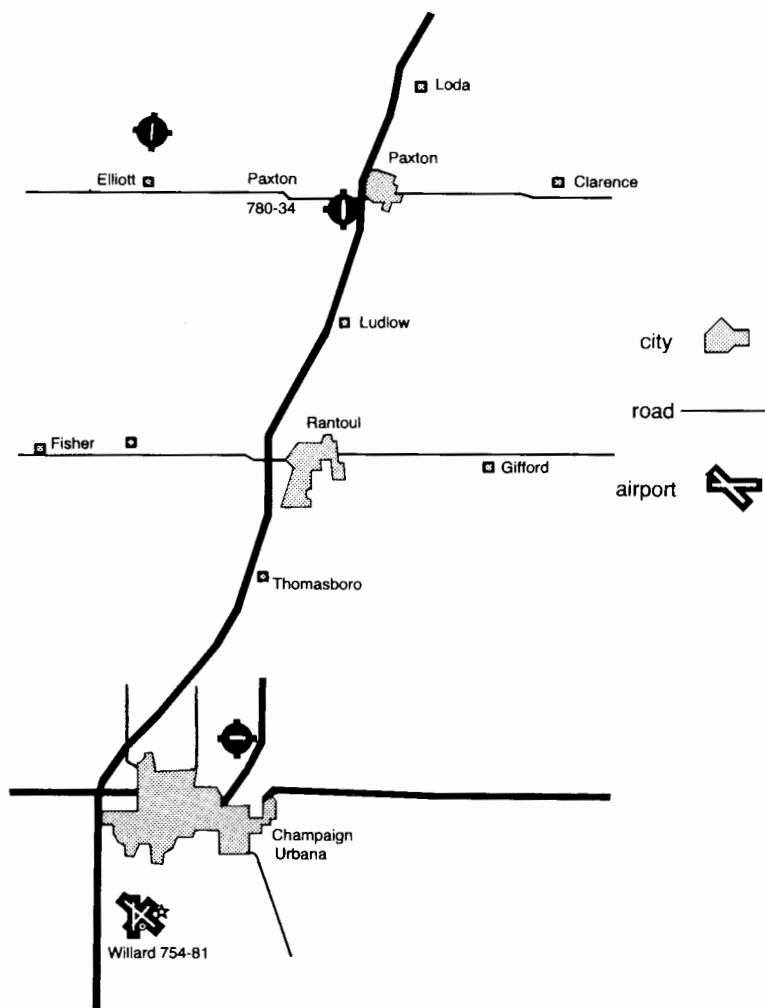 Loda
Paxton
Elliott
Paxton
780-34
Clarence
Ludlow
city
road
Rantoul
Fisher
Gifford
airport
Thomasboro
Champaign
Urbana
Willard 754-81